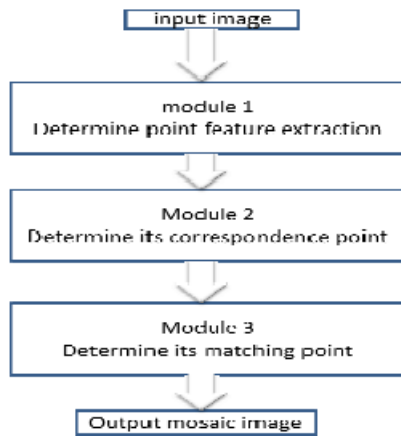 input image
module 1
Determine point feature extraction
Module 2
Determine its correspondence point
Module 3
Determine its matching point
Output mosaic image